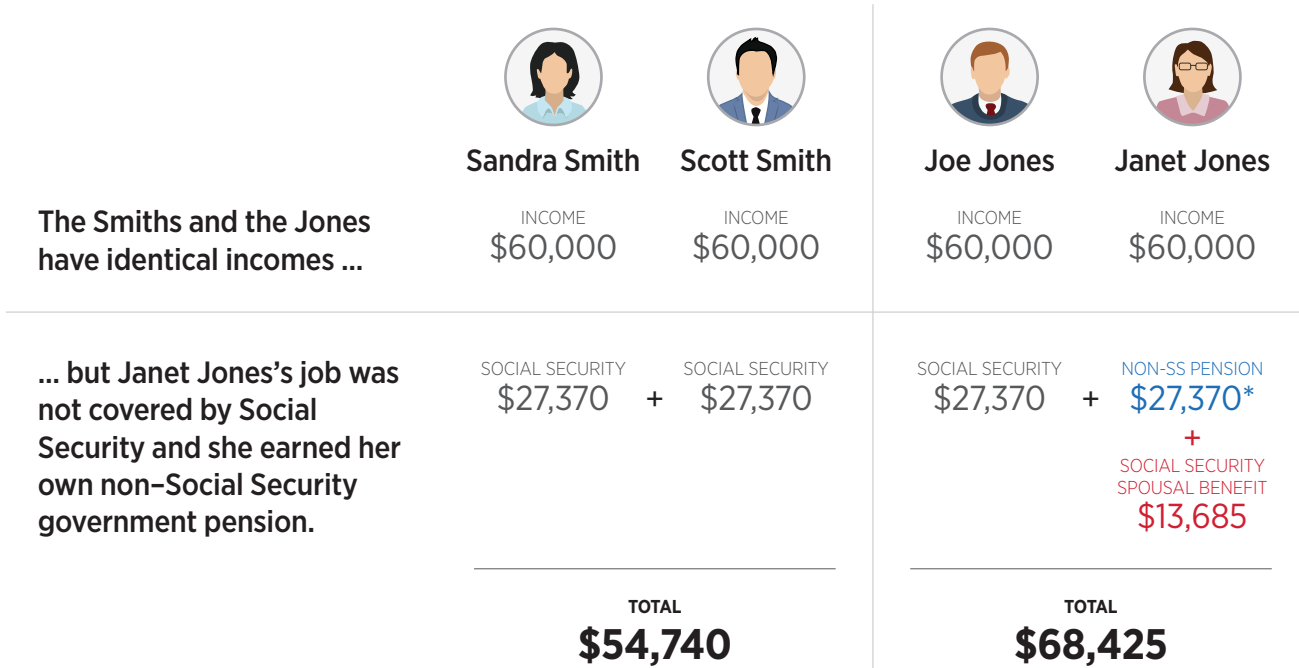 Sandra Smith
Scott Smith
Joe Jones
Janet Jones
The Smiths and the Jones
have identical incomes ...
INCOME
$60,000
INCOME
$60,000
INCOME
$60,000
INCOME
$60,000
... but Janet Jones's job was
not covered by Social
Security and she earned her
own non–Social Security
government pension.
SOCIAL SECURITY
$27,370
+
SOCIAL SECURITY
$27,370
SOCIAL SECURITY
$27,370
+
NON-SS PENSION
$27,370*
+
SOCIAL SECURITY
SPOUSAL BENEFIT
$13,685
TOTAL
$54,740
TOTAL
$68,425